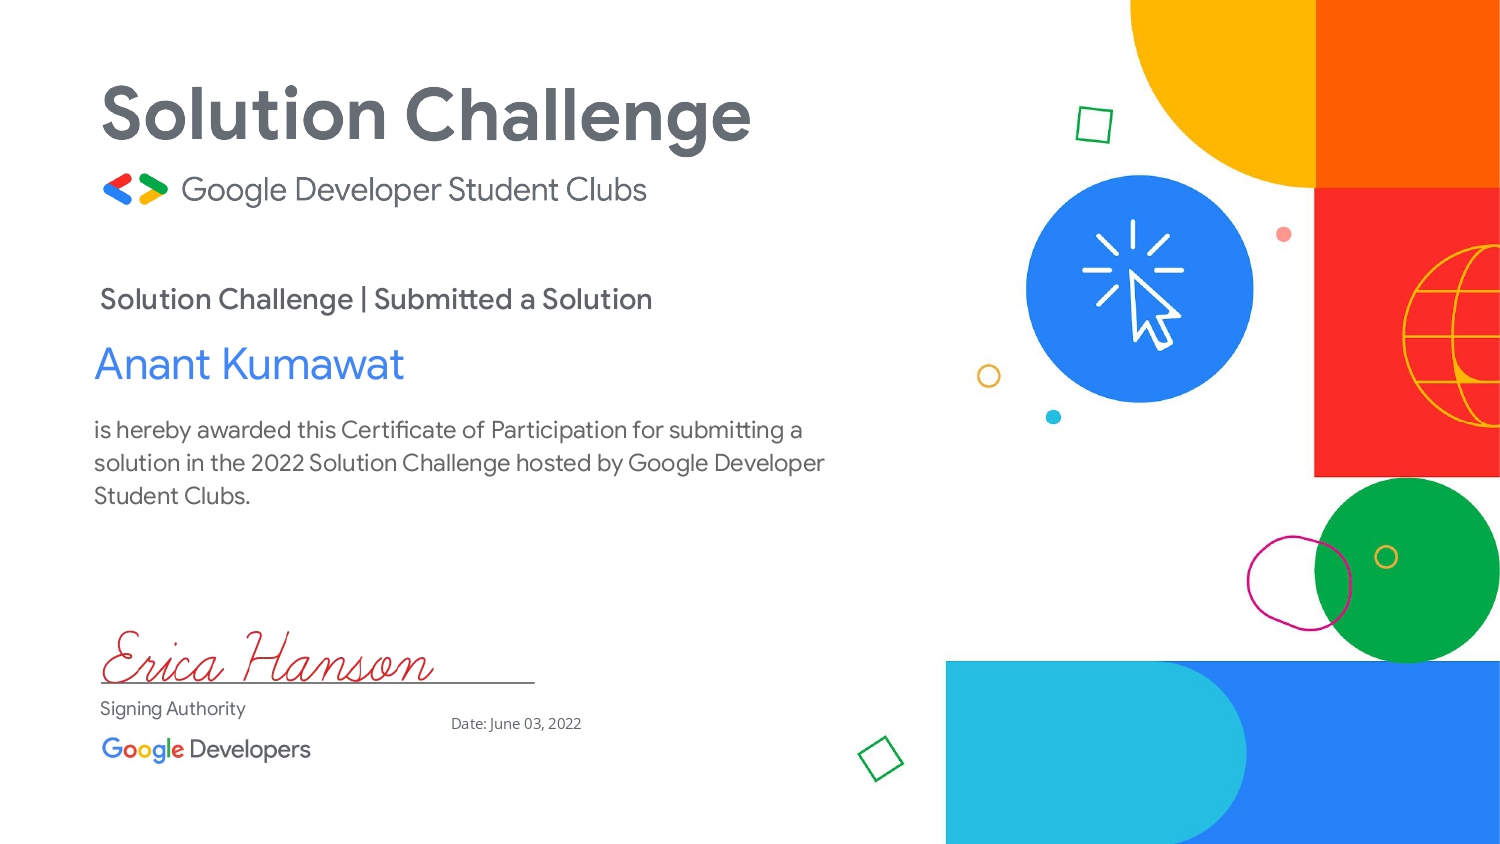 Solution Challenge
Google Developer Student Clubs
Solution Challenge | Submitted a Solution
Anant Kumawat
is hereby awarded this Certificate of Participation for submitting a
solution in the 2022 Solution Challenge hosted by Google Developer
Student Clubs.
Erica Hanson
Signing Authority
Date: June 03, 2022
Google Developers